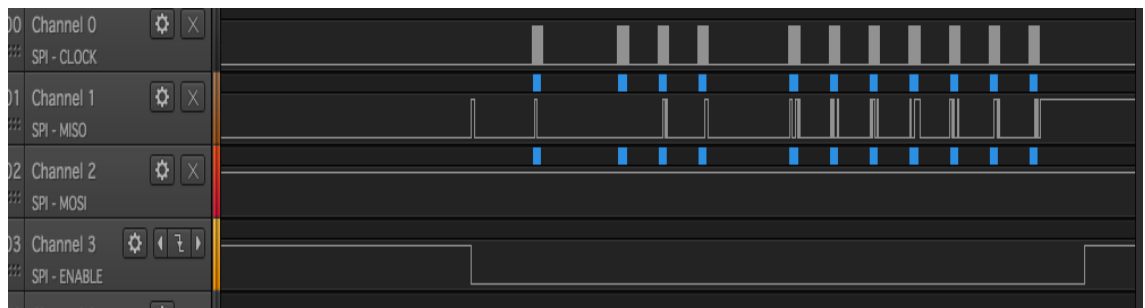 00 Channel 0
SPI - CLOCK
01 Channel 1
SPI - MISO
02 Channel 2
SPI - MOSI
03 Channel 3
SPI - ENABLE